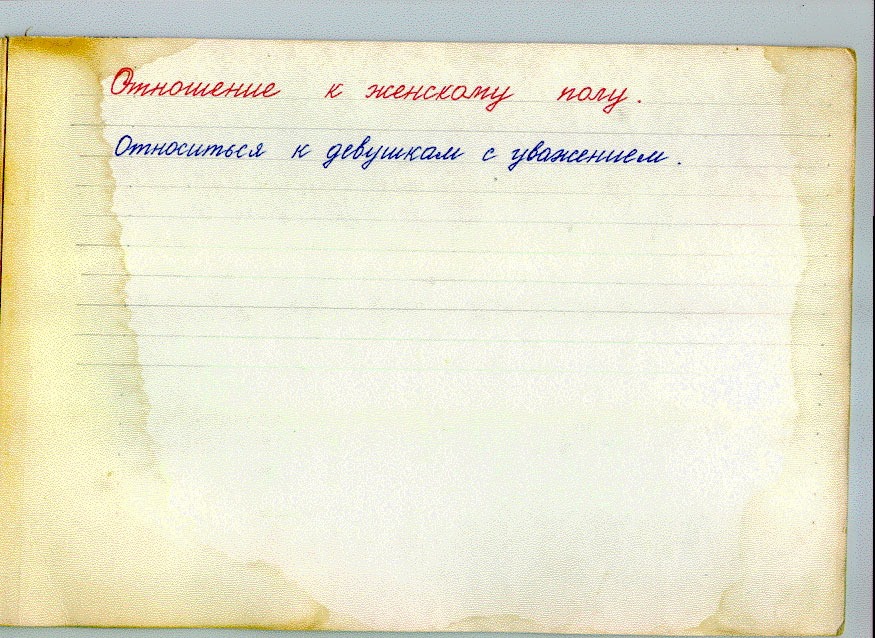 Отношение к женскому полу.
Относиться к девушкам с уважением.